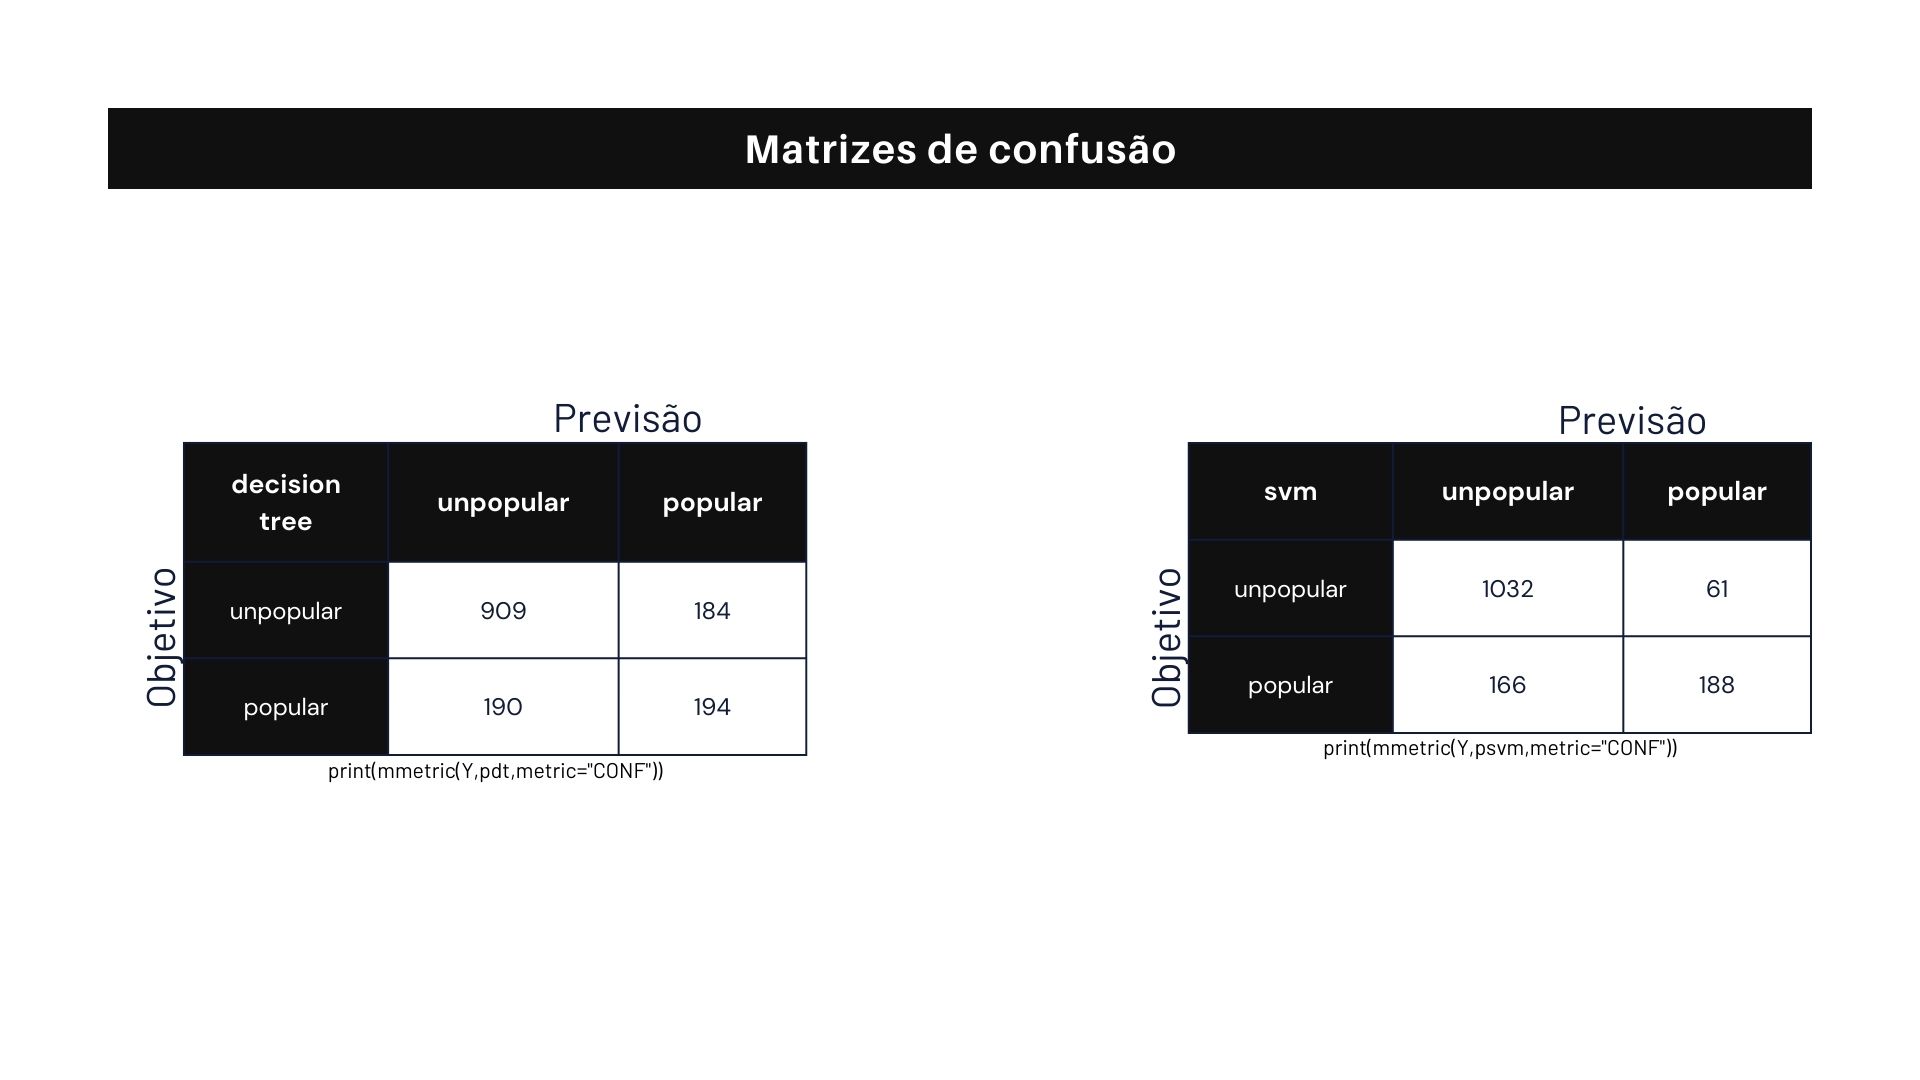 Matrizes de confusão
Previsão
decision
tree
unpopular
popular
Objetivo
unpopular
909
184
popular
190
194
print(mmetric(Y,pdt,metric="CONF"))
Previsão
svm
unpopular
popular
Objetivo
unpopular
1032
61
popular
166
188
print(mmetric(Y,psvm,metric="CONF"))